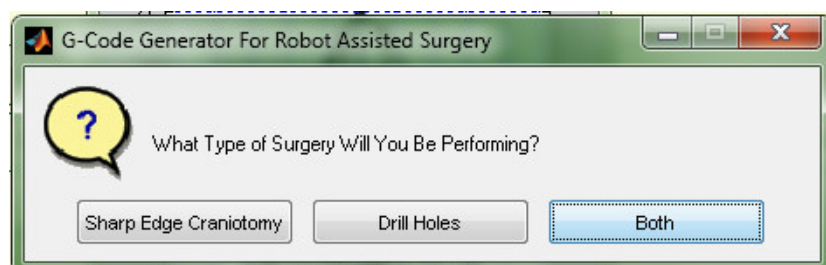 G-Code Generator For Robot Assisted Surgery
?
What Type of Surgery Will You Be Performing?
Sharp Edge Craniotomy Drill Holes Both